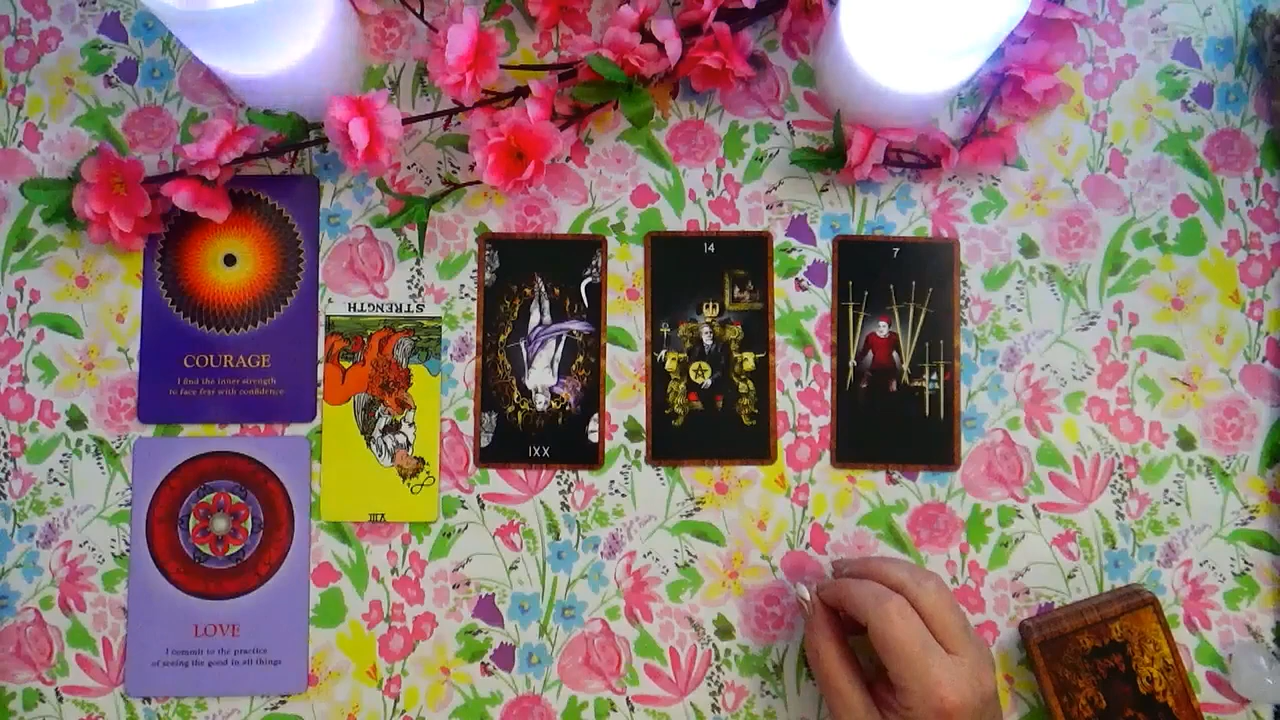 COURAGE
I find the inner strength
to face fear with confidence
LOVE
I commit to the practice
of seeing the good in all things
STRENGTH
VIII
XXI
14
7